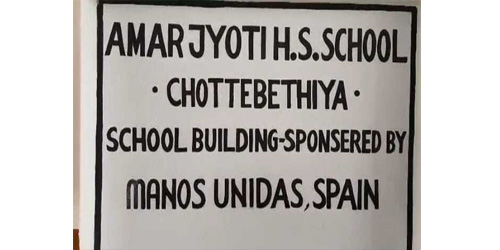 AMAR JYOTI H.S. SCHOOL
· CHOTTEBETHIYA ·
SCHOOL BUILDING-SPONSERED BY
MANOS UNIDAS, SPAIN